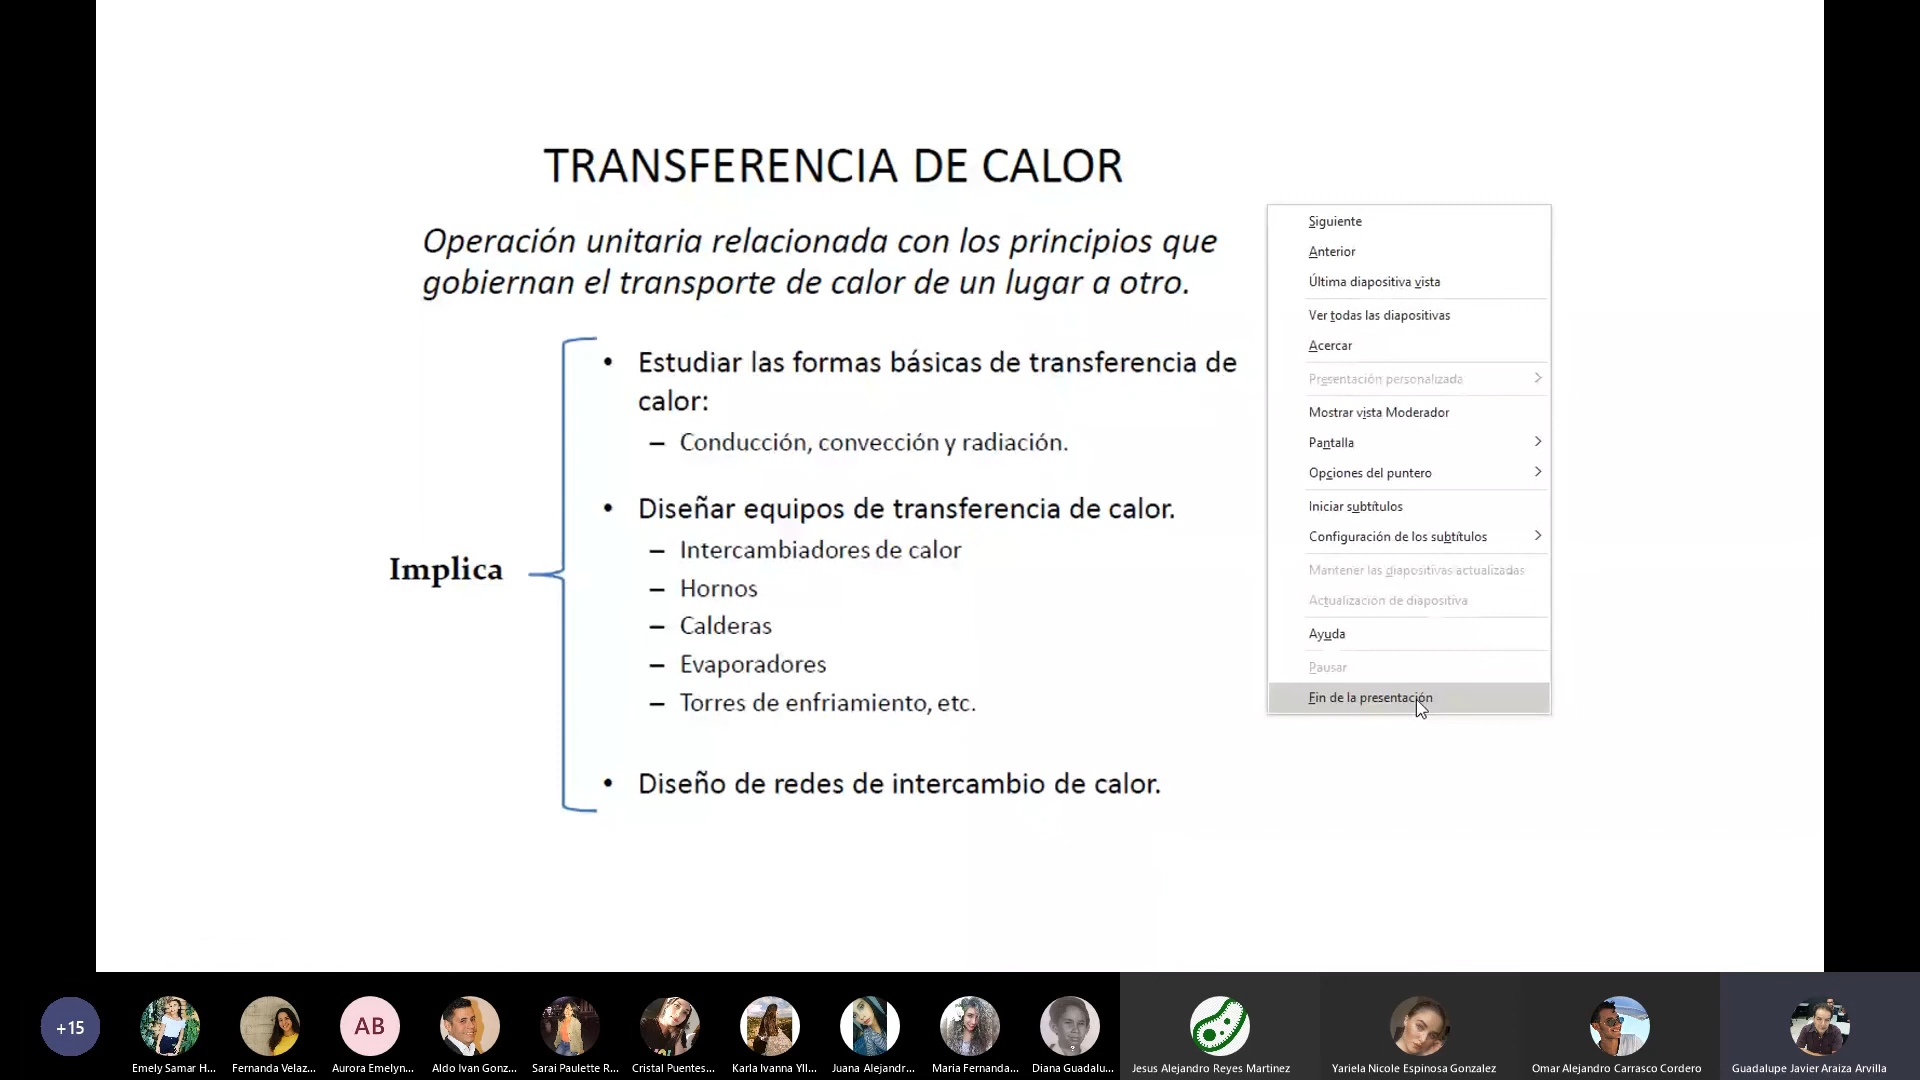 TRANSFERENCIA DE CALOR
Operación unitaria relacionada con los principios que
gobiernan el transporte de calor de un lugar a otro.
Implica
• Estudiar las formas básicas de transferencia de
calor:
– Conducción, convección y radiación.
• Diseñar equipos de transferencia de calor.
– Intercambiadores de calor
– Hornos
– Calderas
– Evaporadores
– Torres de enfriamiento, etc.
• Diseño de redes de intercambio de calor.
Siguiente
Anterior
Última diapositiva vista
Ver todas las diapositivas
Acercar
Presentación personalizada
Mostrar vista Moderador
Pantalla
Opciones del puntero
Iniciar subtítulos
Configuración de los subtítulos
Mantener las diapositivas actualizadas
Actualización de diapositiva
Ayuda
Pausar
Fin de la presentación
+15
AB
Emely Samar H...
Fernanda Velaz...
Aurora Emelyn...
Aldo Ivan Gonz...
Sarai Paulette R...
Cristal Puentes...
Karla Ivanna Yll...
Juana Alejandr...
Maria Fernanda...
Diana Guadalu...
Jesus Alejandro Reyes Martinez
Yariela Nicole Espinosa Gonzalez
Omar Alejandro Carrasco Cordero
Guadalupe Javier Araiza Arvilla